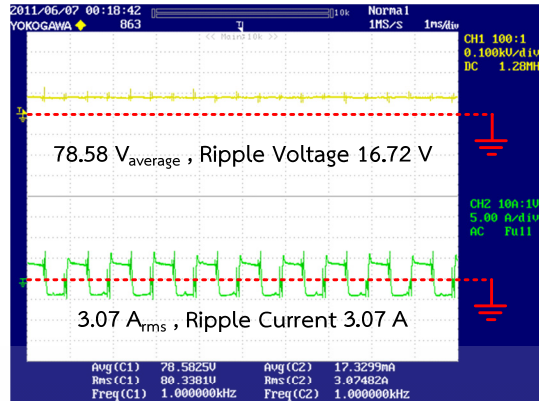 2011/06/07 00:18:42 10k Normal
YOKOGAWA 863 1MS/s 1ms/div
<< Main:10k >>
CH1 100:1
0.100kV/div
DC 1.28MH
78.58 Vaverage , Ripple Voltage 16.72 V
CH2 10A:1V
5.00 A/div
AC Full
3.07 Arms , Ripple Current 3.07 A
Avg(C1) 78.5825V Avg(C2) 17.3299mA
Rms(C1) 80.3381V Rms(C2) 3.07482A
Freq(C1) 1.000000kHz Freq(C2) 1.000000kHz